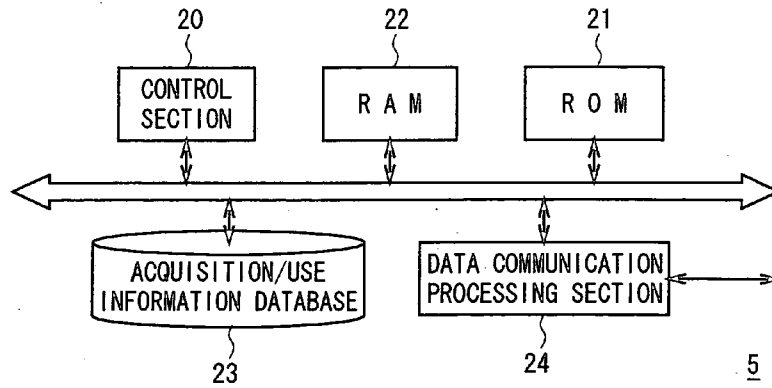 20
22
21
CONTROL
SECTION
RAM
ROM
ACQUISITION/USE
INFORMATION DATABASE
DATA COMMUNICATION
PROCESSING SECTION
23
24
5